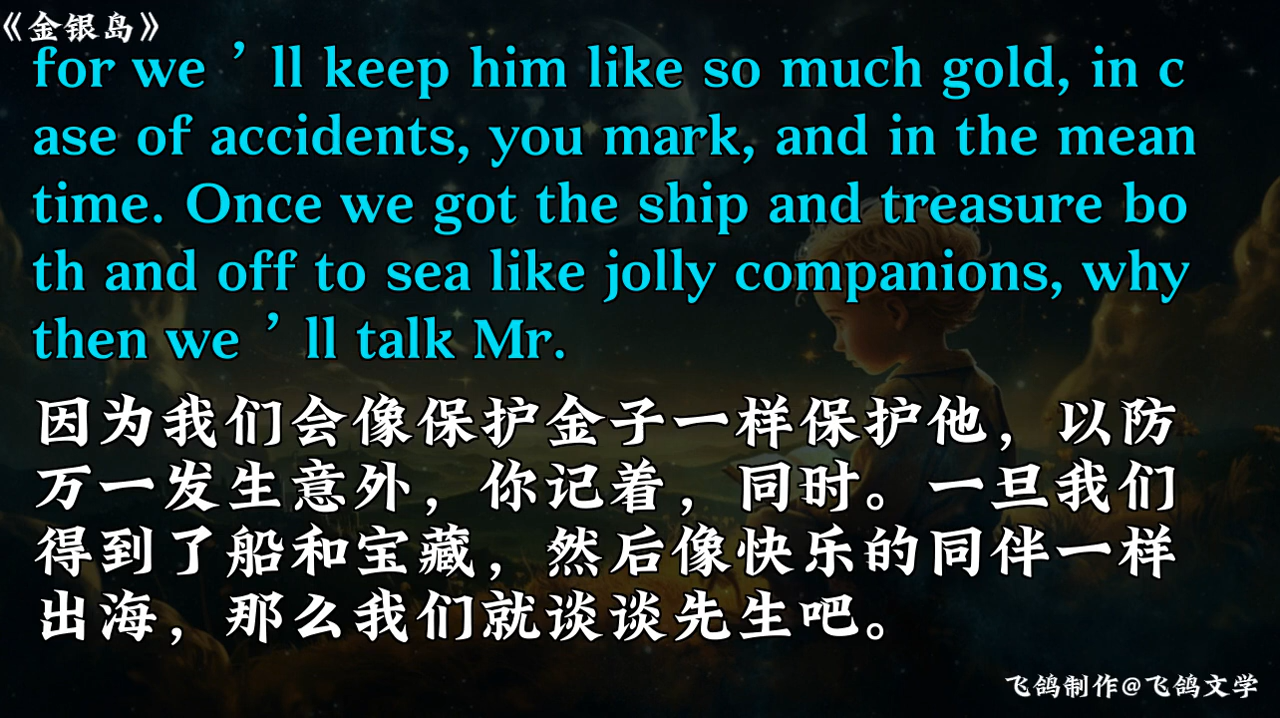 《金银岛》
for we ’ ll keep him like so much gold, in c
ase of accidents, you mark, and in the mean
time. Once we got the ship and treasure bo
th and off to sea like jolly companions, why
then we ’ ll talk Mr.
因为我们会像保护金子一样保护他，以防
万一发生意外，你记着，同时。一旦我们
得到了船和宝藏，然后像快乐的同伴一样
出海，那么我们就谈谈先生吧。
飞鸽制作@飞鸽文学